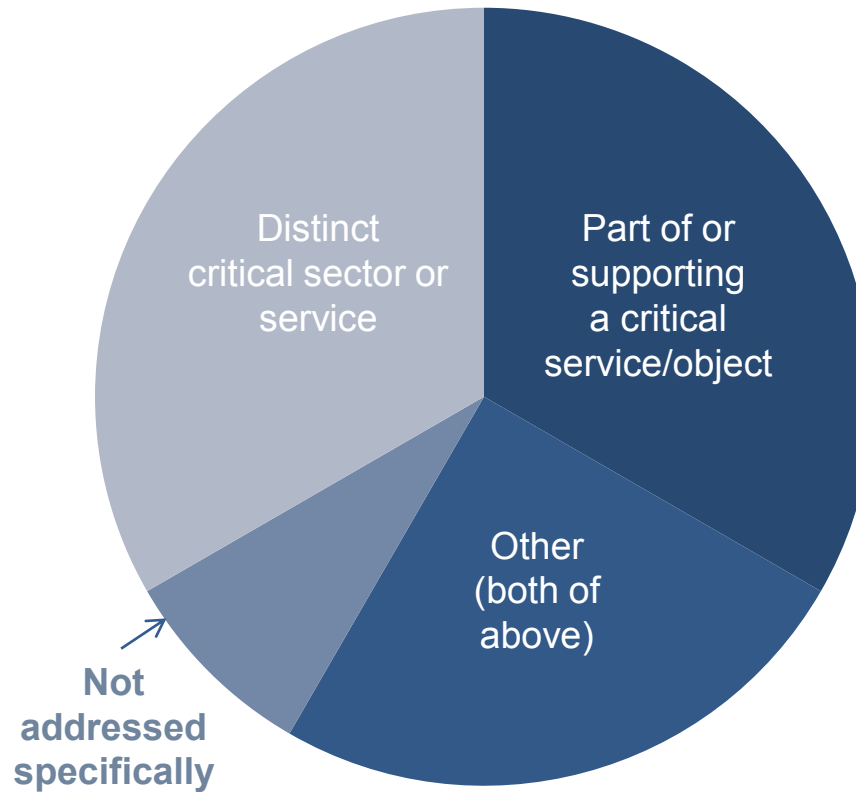 Distinct
critical sector or
service
Part of or
supporting
a critical
service/object
Other
(both of
above)
Not
addressed
specifically